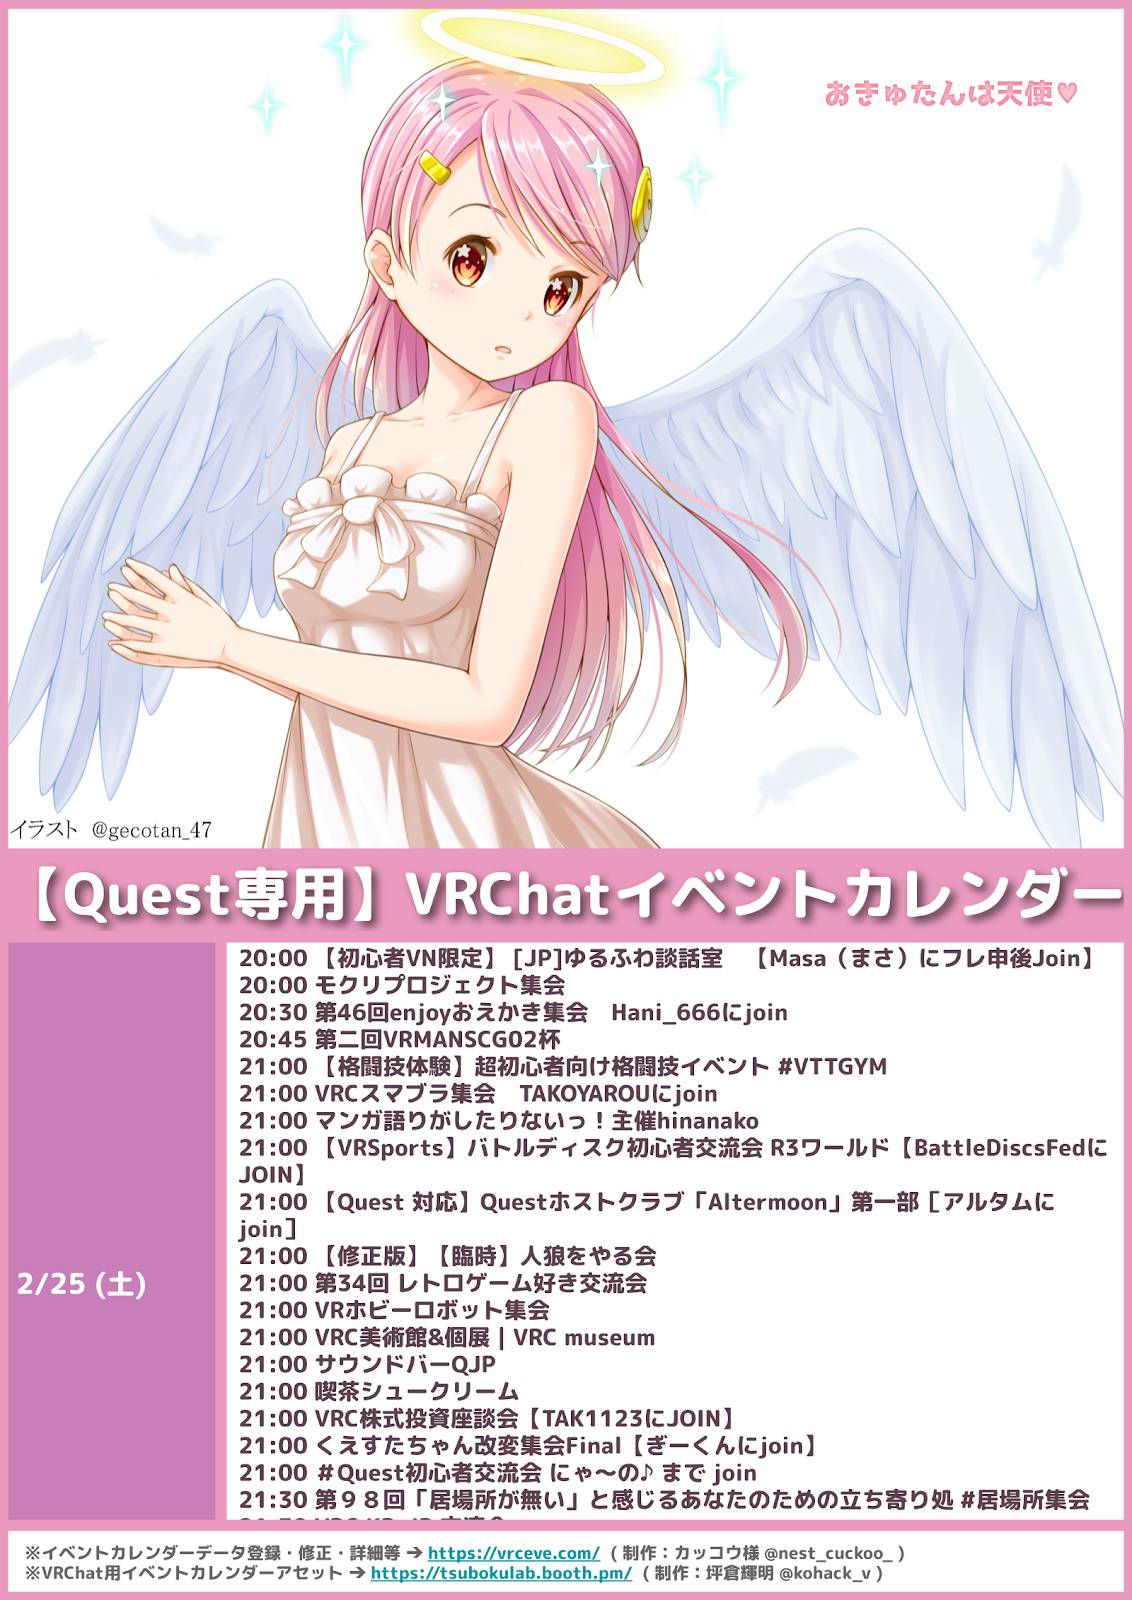 おきゅたんは天使♥
イラスト @gecotan_47
【Quest専用】VRChatイベントカレンダー
2/25 (土)
20:00 【初心者VN限定】 [JP]ゆるふわ談話室 【Masa（まさ）にフレ申後Join】
20:00 モクリプロジェクト集会
20:30 第46回enjoyおえかき集会 Hani_666にjoin
20:45 第二回VRMANSCG02杯
21:00 【格闘技体験】超初心者向け格闘技イベント #VTTGYM
21:00 VRCスマブラ集会 TAKOYAROUにjoin
21:00 マンガ語りがしたりないっ！主催hinanako
21:00 【VRSports】バトルディスク初心者交流会 R3ワールド【BattleDiscsFedに
JOIN】
21:00 【Quest 対応】Questホストクラブ「Altermoon」第一部［アルタムに
join］
21:00 【修正版】【臨時】人狼をやる会
21:00 第34回 レトロゲーム好き交流会
21:00 VRホビーロボット集会
21:00 VRC美術館&個展 | VRC museum
21:00 サウンドバーQJP
21:00 喫茶シュークリーム
21:00 VRC株式投資座談会【TAK1123にJOIN】
21:00 くえすたちゃん改変集会Final【ぎーくんにjoin】
21:00 ＃Quest初心者交流会 にゃ～の♪ まで join
21:30 第９８回「居場所が無い」と感じるあなたのための立ち寄り処 #居場所集会
※イベントカレンダーデータ登録・修正・詳細等 ➔ https://vrceve.com/ （制作：カッコウ様 @nest_cuckoo_ ）
※VRChat用イベントカレンダーアセット ➔ https://tsubokulab.booth.pm/ （制作：坪倉輝明 @kohack_v ）